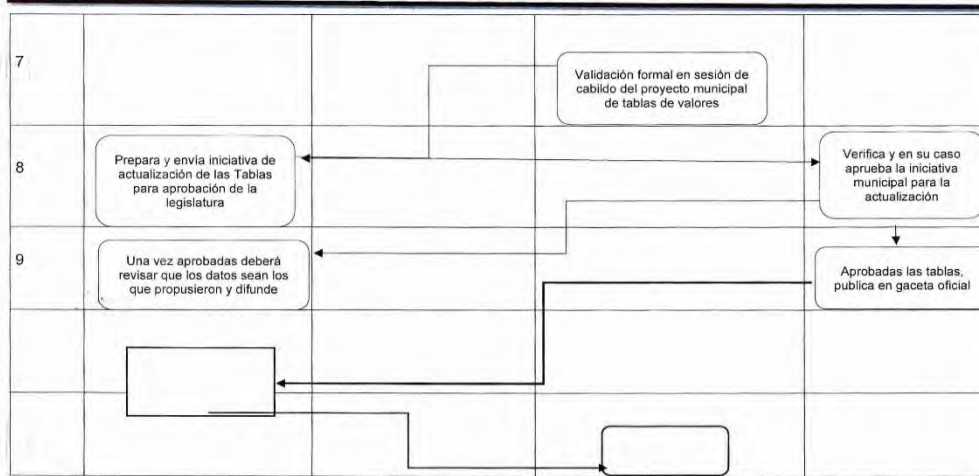 7
Validación formal en sesión de
cabildo del proyecto municipal
de tablas de valores
8
Prepara y envía iniciativa de
actualización de las Tablas
para aprobación de la
legislatura
Verifica y en su caso
aprueba la iniciativa
municipal para la
actualización
9
Una vez aprobadas deberá
revisar que los datos sean los
que propusieron y difunde
Aprobadas las tablas,
publica en gaceta oficial